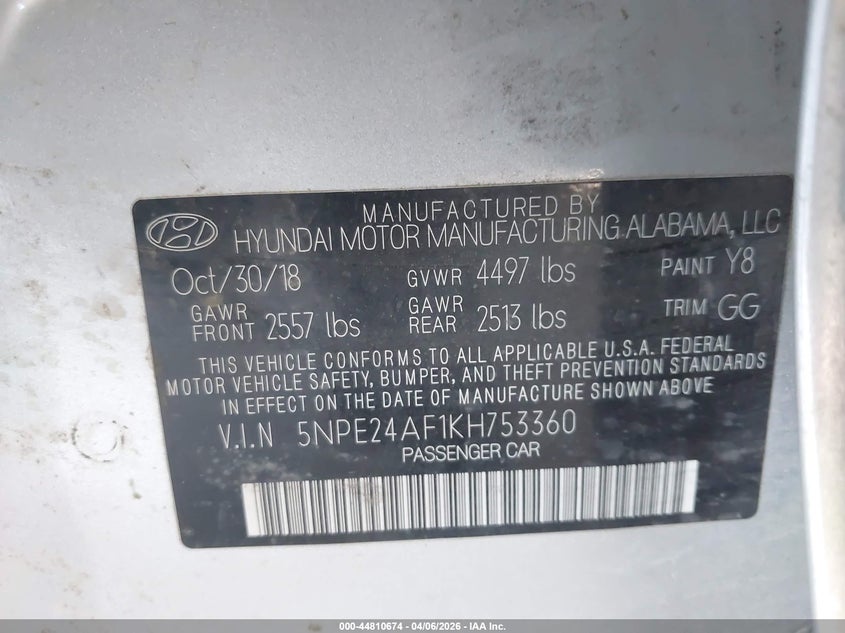 MANUFACTURED BY
HYUNDAI MOTOR MANUFACTURING ALABAMA, LLC
Oct/30/18 GVWR 4497 lbs PAINT Y8
GAWR FRONT 2557 lbs GAWR REAR 2513 lbs TRIM GG
THIS VEHICLE CONFORMS TO ALL APPLICABLE U.S.A. FEDERAL
MOTOR VEHICLE SAFETY, BUMPER, AND THEFT PREVENTION STANDARDS
IN EFFECT ON THE DATE OF MANUFACTURE SHOWN ABOVE
V.I.N 5NPE24AF1KH753360
PASSENGER CAR
000-44810674 - 04/06/2026 - IAA Inc.